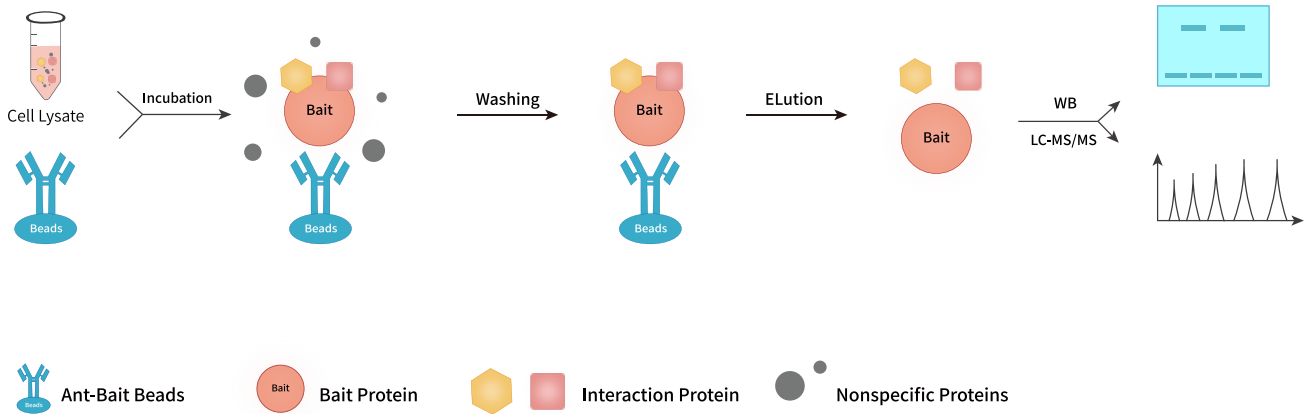 Cell Lysate
Beads
Incubation
Bait
Beads
Washing
Bait
Beads
ELution
Bait
WB
LC-MS/MS
Beads
Ant-Bait Beads
Bait
Bait Protein
Interaction Protein
Nonspecific Proteins